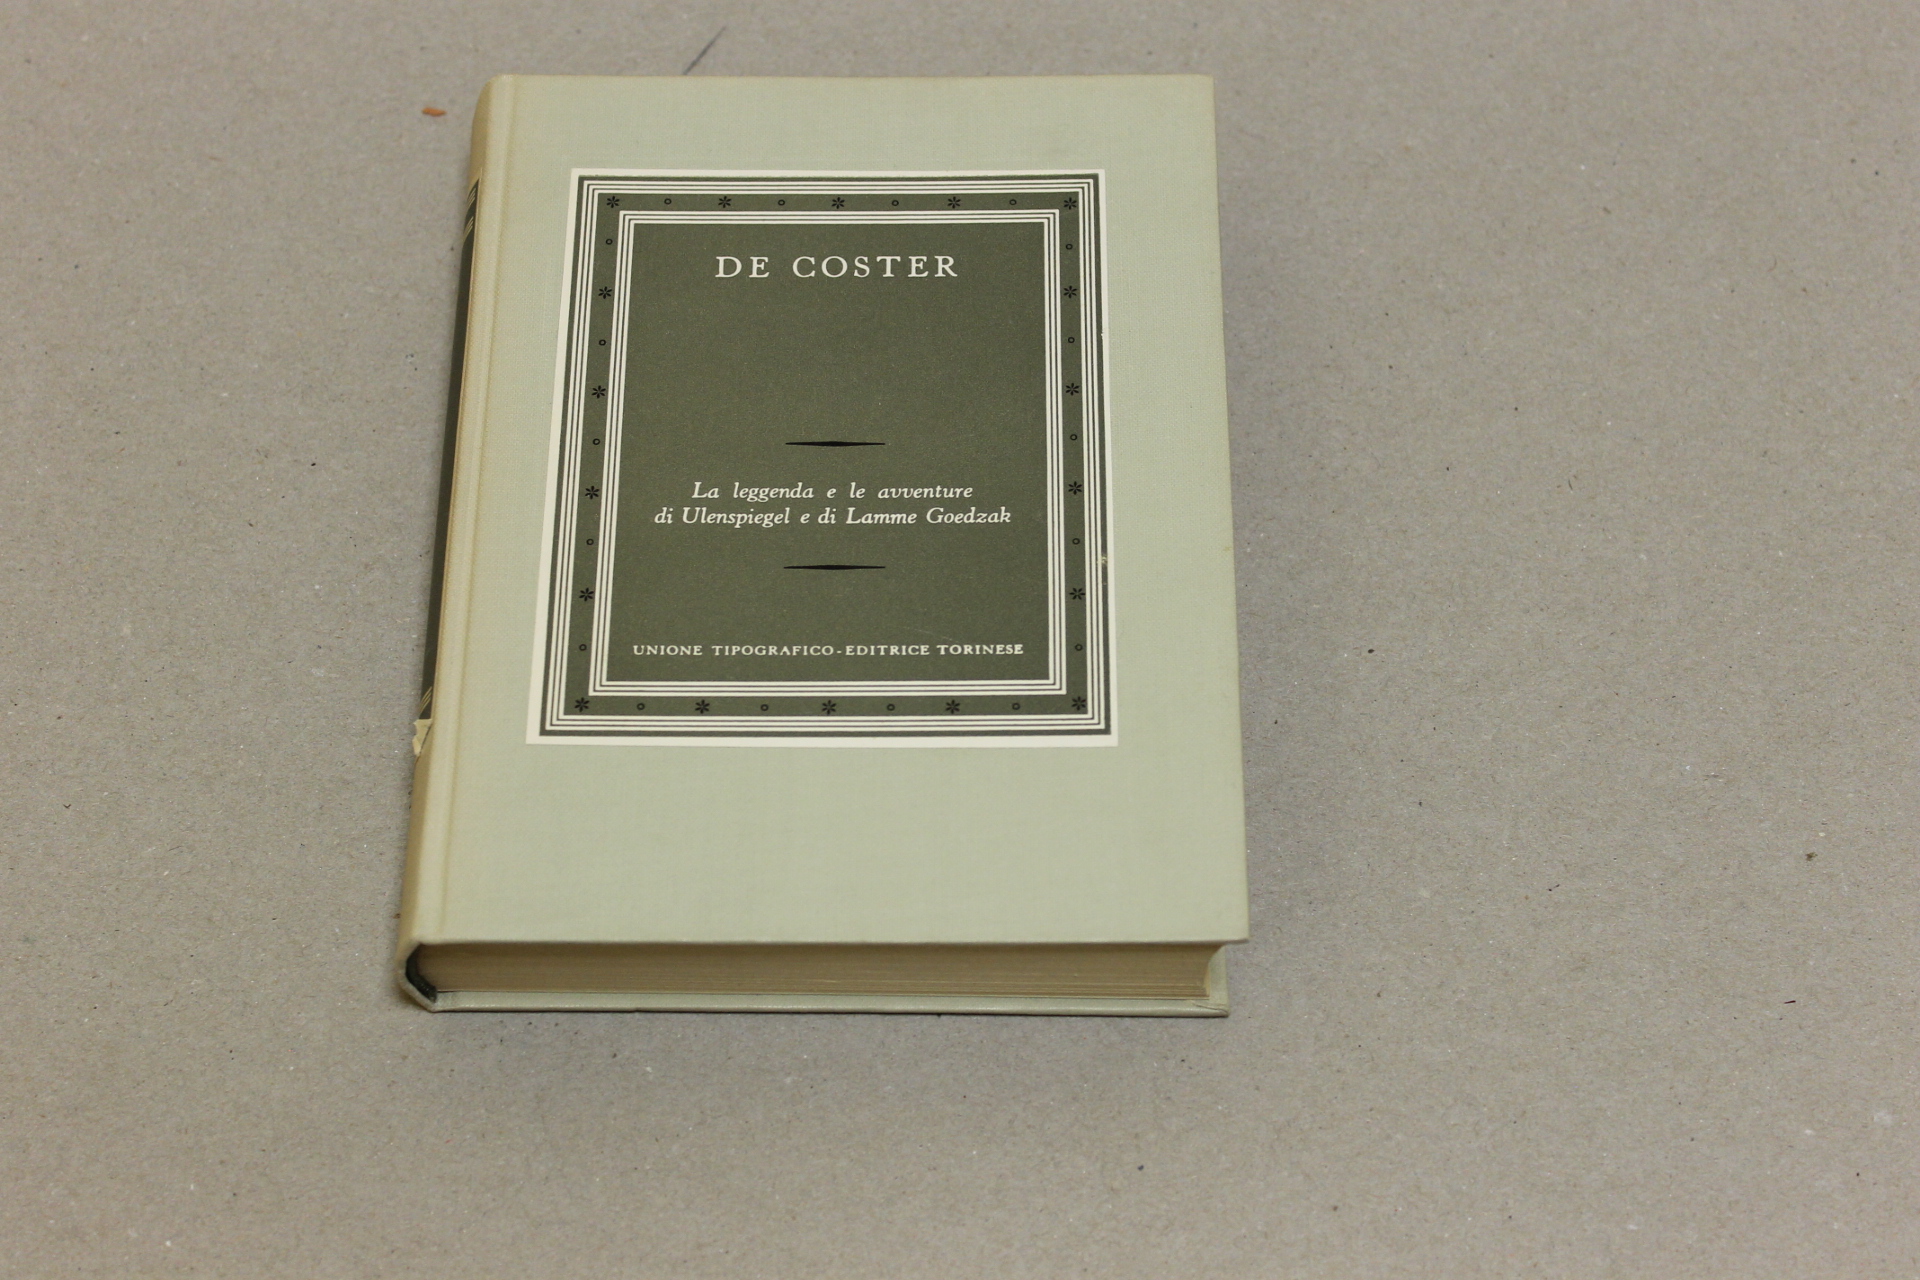 DE COSTER
La leggenda e le avventure
di Ulenspiegel e di Lamme Goedzak
UNIONE TIPOGRAFICO-EDITRICE TORINESE